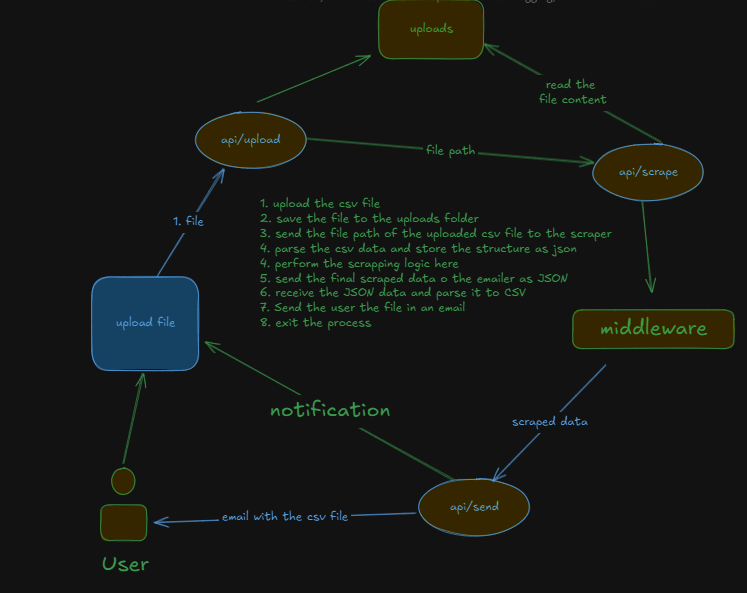 uploads
read the
file content
api/upload
file path
api/scrape
1. file
1. upload the csv file
2. save the file to the uploads folder
3. send the file path of the uploaded csv file to the scraper
4. parse the csv data and store the structure as json
4. perform the scrapping logic here
5. send the final scraped data o the emailer as JSON
6. receive the JSON data and parse it to CSV
7. Send the user the file in an email
8. exit the process
upload file
middleware
notification
scraped data
api/send
email with the csv file
User